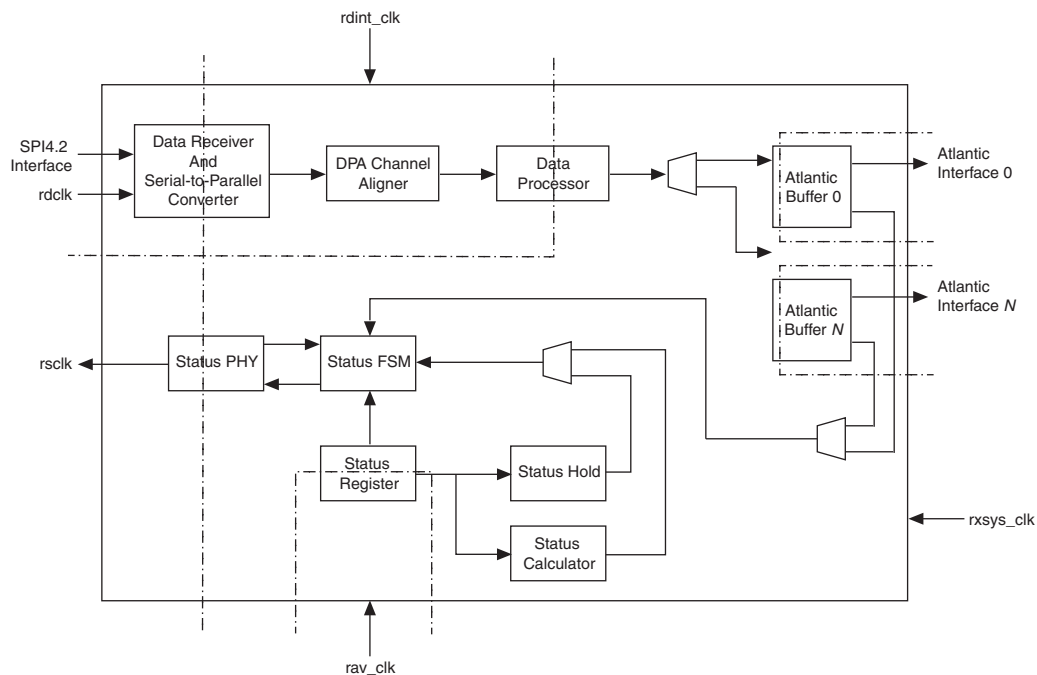 rdint_clk
SPI4.2
Interface
rdclk
Data Receiver
And
Serial-to-Parallel
Converter
DPA Channel
Aligner
Data
Processor
Atlantic
Buffer 0
Atlantic
Interface 0
Atlantic
Buffer N
Atlantic
Interface N
rsclk
Status PHY
Status FSM
Status
Register
Status Hold
Status
Calculator
rxsys_clk
rav_clk